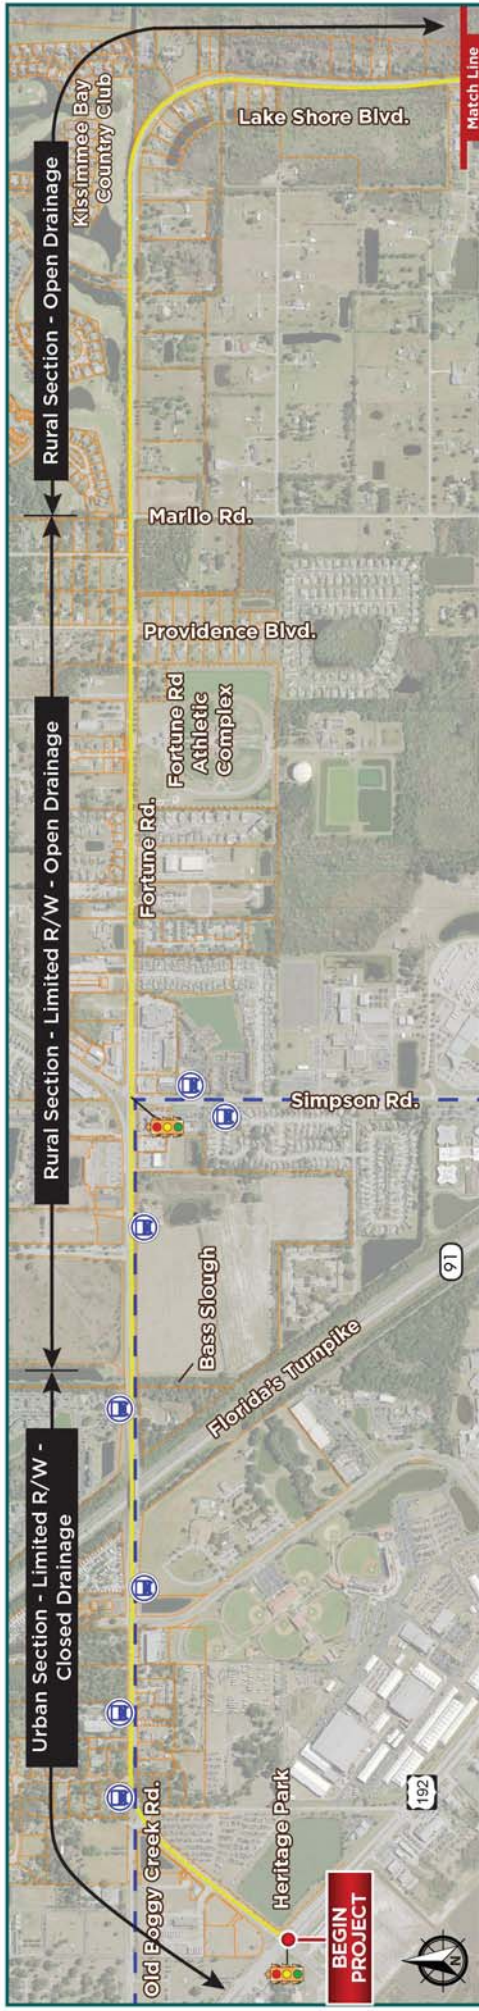 Urban Section - Limited R/W -
Closed Drainage
Rural Section - Limited R/W - Open Drainage
Rural Section - Open Drainage
Kissimmee Bay
Country Club
Old Boggy Creek Rd.
Fortune Rd.
Marllo Rd.
Lake Shore Blvd.
Providence Blvd.
Fortune Rd
Athletic
Complex
Bass Slough
Simpson Rd.
Florida's Turnpike
Heritage Park
91
192
BEGIN
PROJECT
N
Match Line